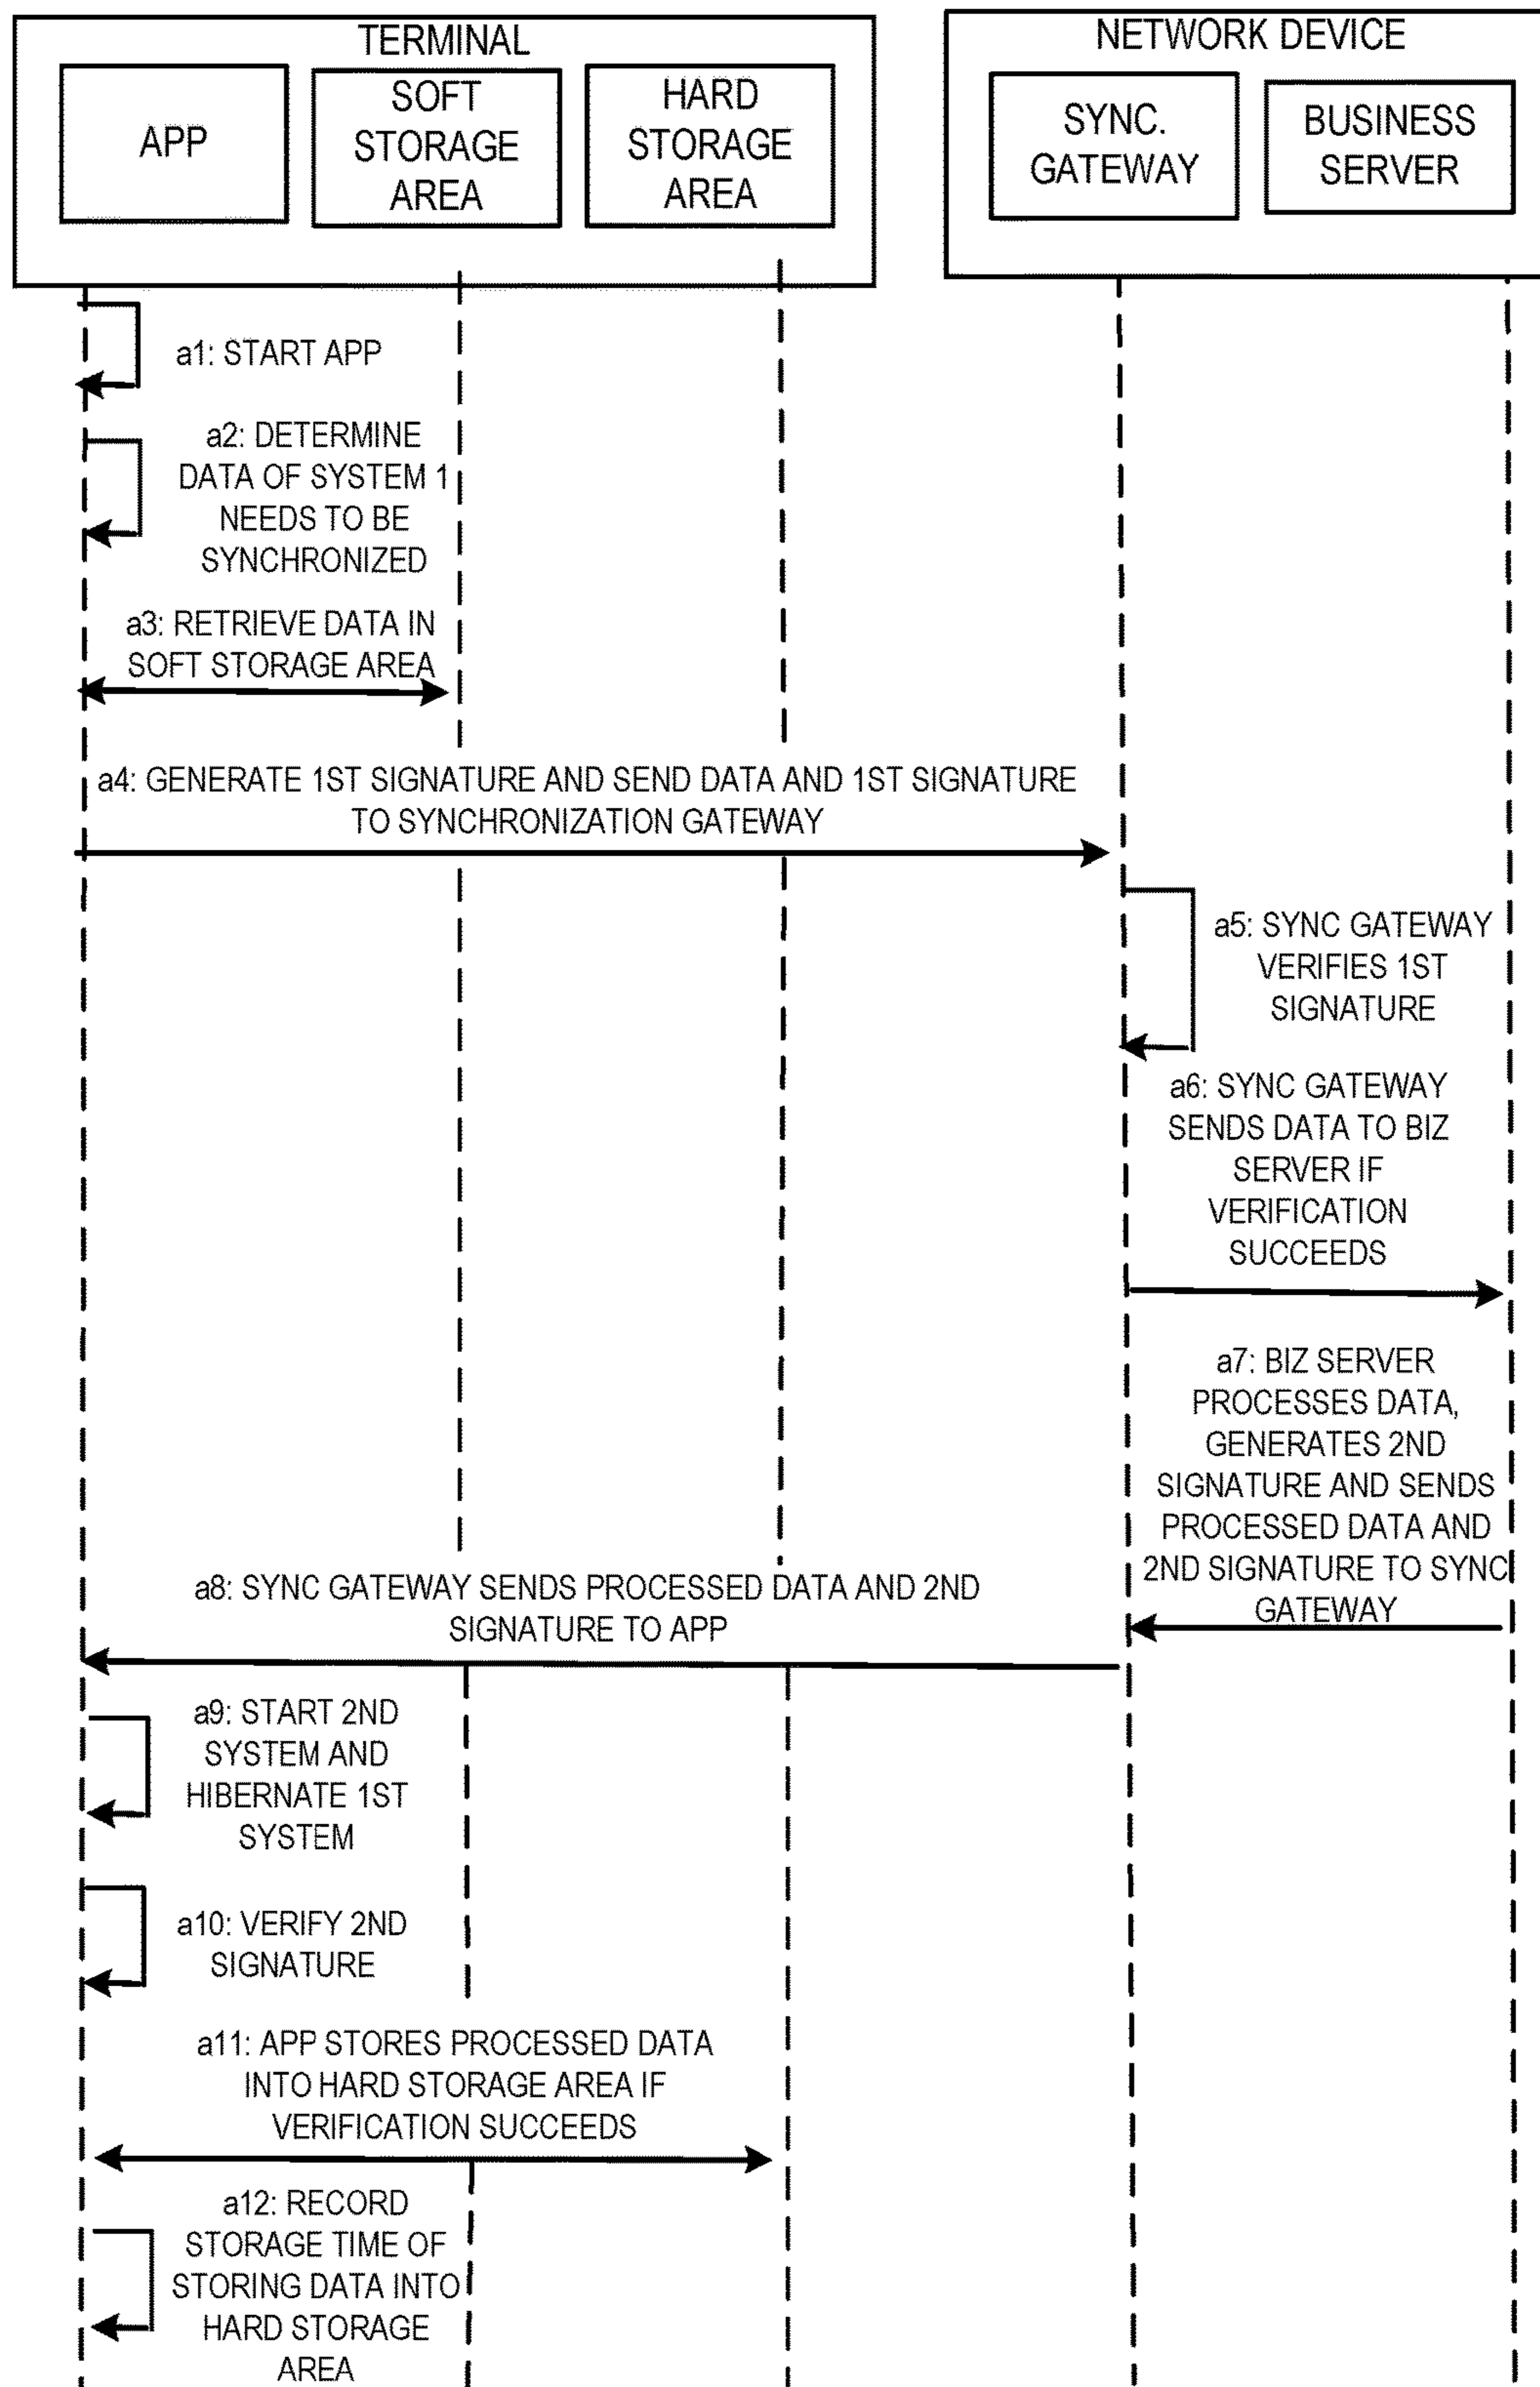 TERMINAL
APP
SOFT
STORAGE
AREA
HARD
STORAGE
AREA
NETWORK DEVICE
SYNC.
GATEWAY
BUSINESS
SERVER
a1: START APP
a2: DETERMINE
DATA OF SYSTEM 1
NEEDS TO BE
SYNCHRONIZED
a3: RETRIEVE DATA IN
SOFT STORAGE AREA
a4: GENERATE 1ST SIGNATURE AND SEND DATA AND 1ST SIGNATURE
TO SYNCHRONIZATION GATEWAY
a5: SYNC GATEWAY
VERIFIES 1ST
SIGNATURE
a6: SYNC GATEWAY
SENDS DATA TO BIZ
SERVER IF
VERIFICATION
SUCCEEDS
a7: BIZ SERVER
PROCESSES DATA,
GENERATES 2ND
SIGNATURE AND SENDS
PROCESSED DATA AND
2ND SIGNATURE TO SYNC
GATEWAY
a8: SYNC GATEWAY SENDS PROCESSED DATA AND 2ND
SIGNATURE TO APP
a9: START 2ND
SYSTEM AND
HIBERNATE 1ST
SYSTEM
a10: VERIFY 2ND
SIGNATURE
a11: APP STORES PROCESSED DATA
INTO HARD STORAGE AREA IF
VERIFICATION SUCCEEDS
a12: RECORD
STORAGE TIME OF
STORING DATA INTO
HARD STORAGE
AREA